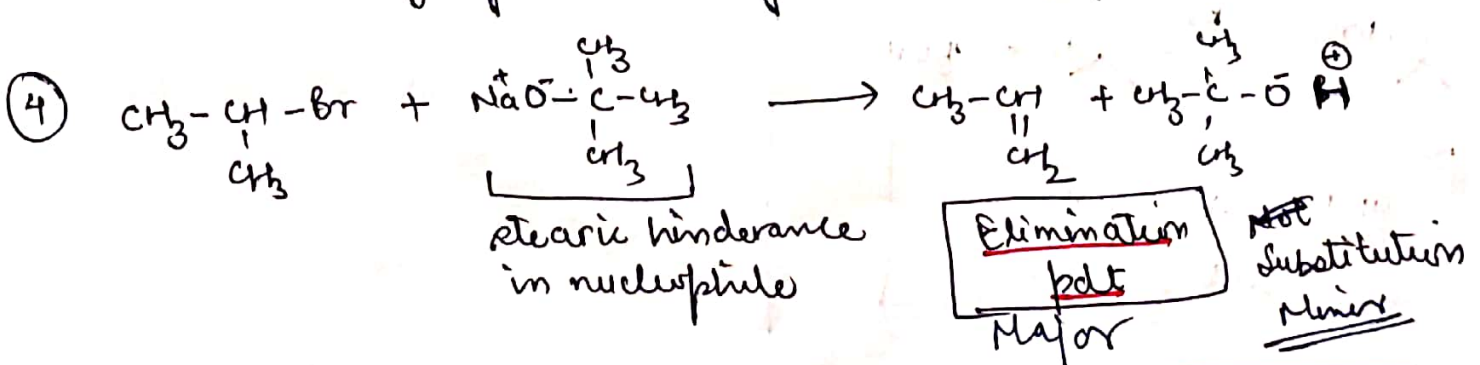 ④ CH3-CH-Br + Na+O⁻-C-CH3 → CH3-CH + CH3-C-O⁻ H⊕
CH3
CH3
CH3
CH3
CH2
CH3
stearic hinderance
in nucleophile
Elimination
pdt
Major
Not
Substitution
Minor